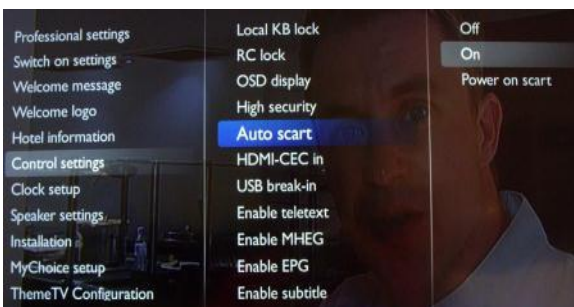 Professional settings
Switch on settings
Welcome message
Welcome logo
Hotel information
Control settings
Clock setup
Speaker settings
Installation
MyChoice setup
ThemeTV Configuration
Local KB lock
RC lock
OSD display
High security
Auto scart
HDMI-CEC in
USB break-in
Enable teletext
Enable MHEG
Enable EPG
Enable subtitle
Off
On
Power on scart